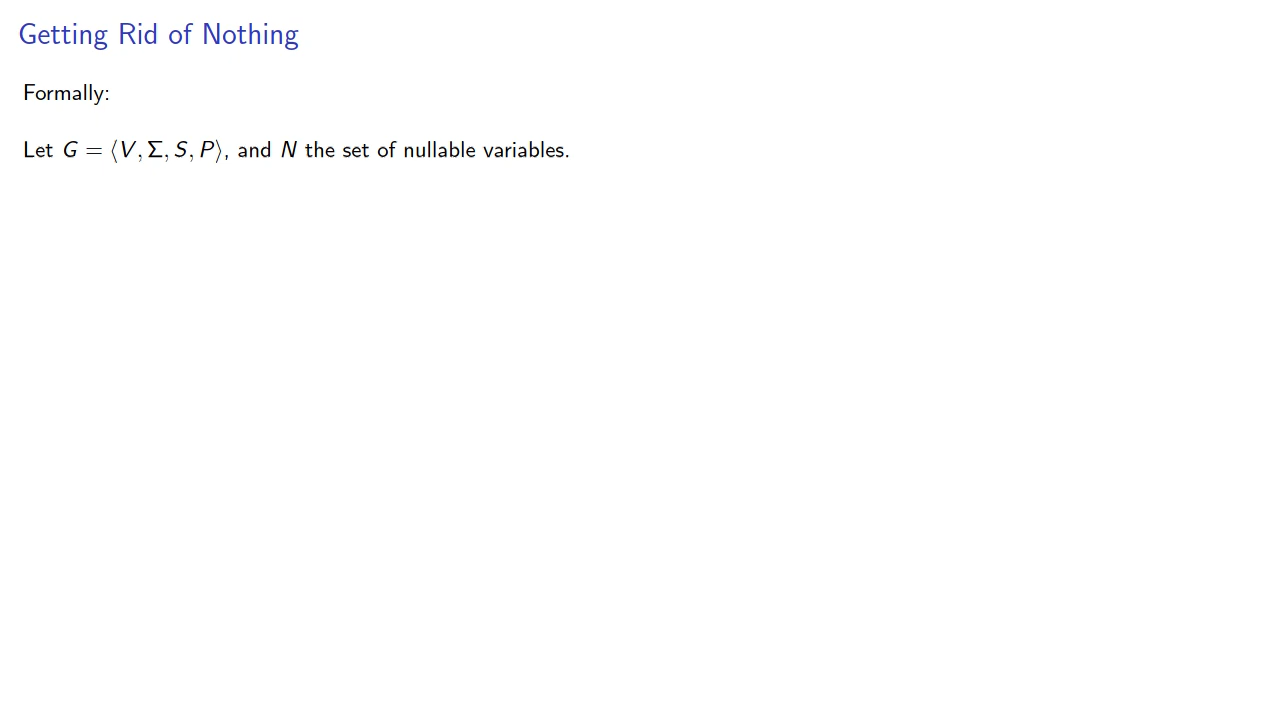 Getting Rid of Nothing
Formally:
Let G = ⟨V, Σ, S, P⟩, and N the set of nullable variables.